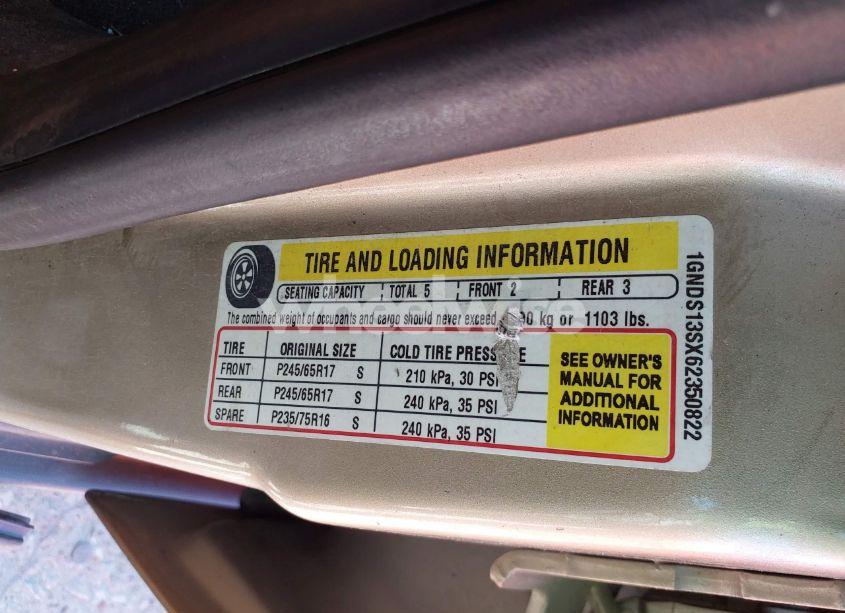 TIRE AND LOADING INFORMATION
SEATING CAPACITY TOTAL 5 FRONT 2 REAR 3
The combined weight of occupants and cargo should never exceed 00 kg or 1103 lbs.
TIRE ORIGINAL SIZE COLD TIRE PRESSURE
FRONT P245/65R17 S 210 kPa, 30 PSI
REAR P245/65R17 S 240 kPa, 35 PSI
SPARE P235/75R16 S 240 kPa, 35 PSI
SEE OWNER'S
MANUAL FOR
ADDITIONAL
INFORMATION
1GNDS13SX62350822